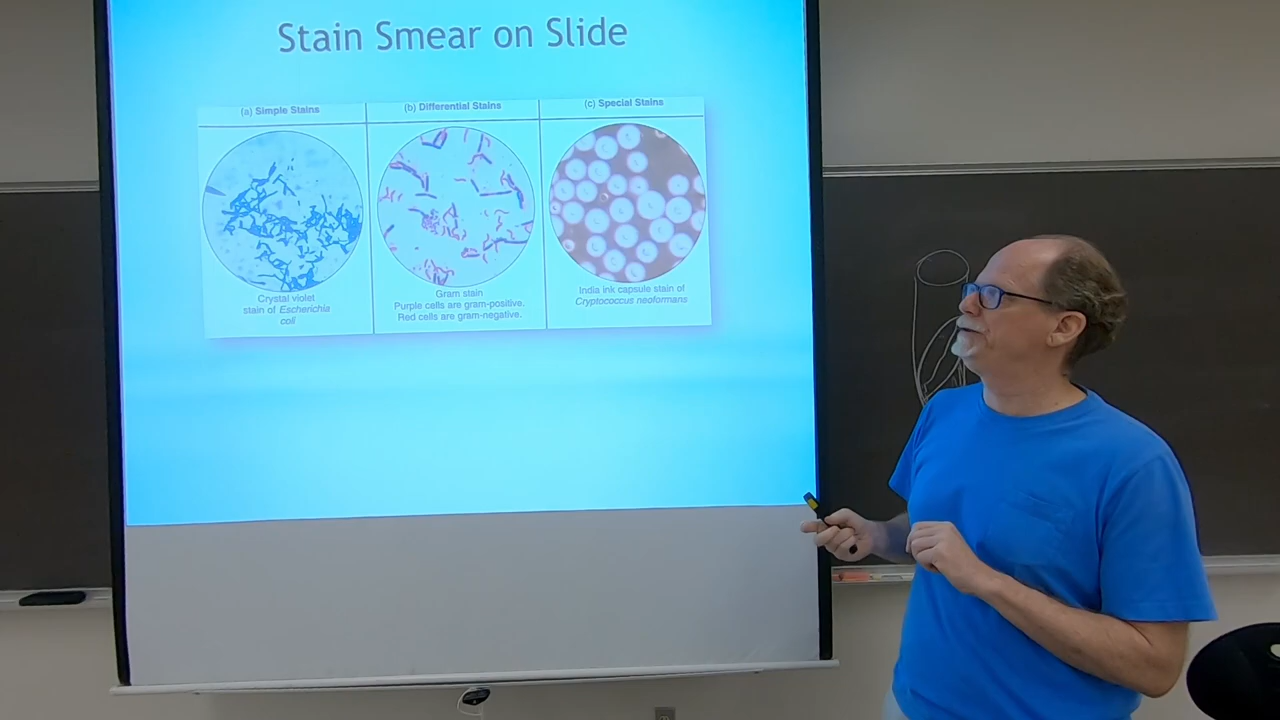 Stain Smear on Slide
(a) Simple Stains
(b) Differential Stains
(c) Special Stains
Crystal violet
stain of Escherichia
coli
Gram stain
Purple cells are gram-positive.
Red cells are gram-negative.
India ink capsule stain of
Cryptococcus neoformans